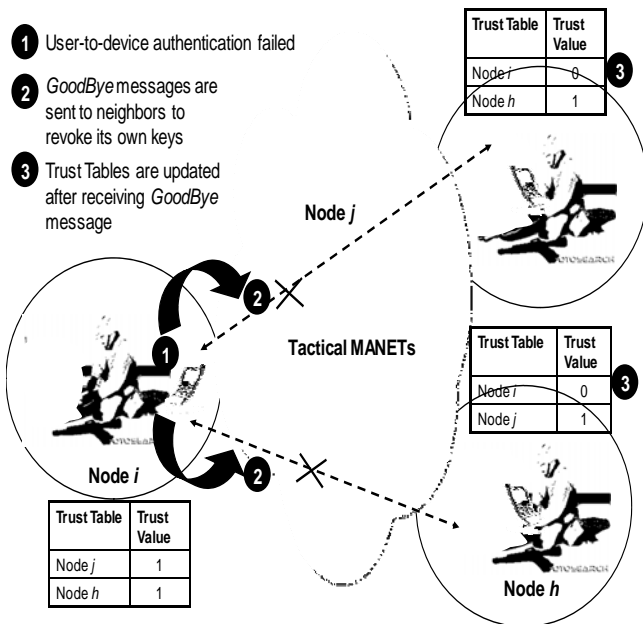 1 User-to-device authentication failed
2 GoodBye messages are
sent to neighbors to
revoke its own keys
3 Trust Tables are updated
after receiving GoodBye
message
Trust Table Trust Value
Node i 0
Node h 1
3
Node j
2
1
Tactical MANETs
Trust Table Trust Value
Node i 0
Node j 1
3
2
Node i
Trust Table Trust Value
Node j 1
Node h 1
Node h